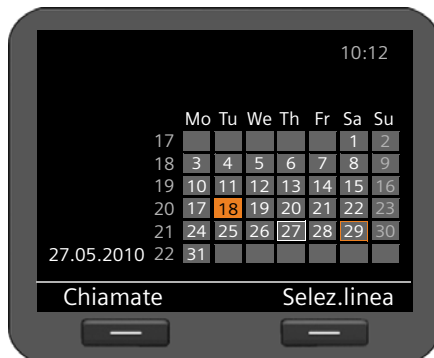 10:12
Mo Tu We Th Fr Sa Su
17 1 2
18 3 4 5 6 7 8 9
19 10 11 12 13 14 15 16
20 17 18 19 20 21 22 23
21 24 25 26 27 28 29 30
27.05.2010 22 31
Chiamate Selez.linea